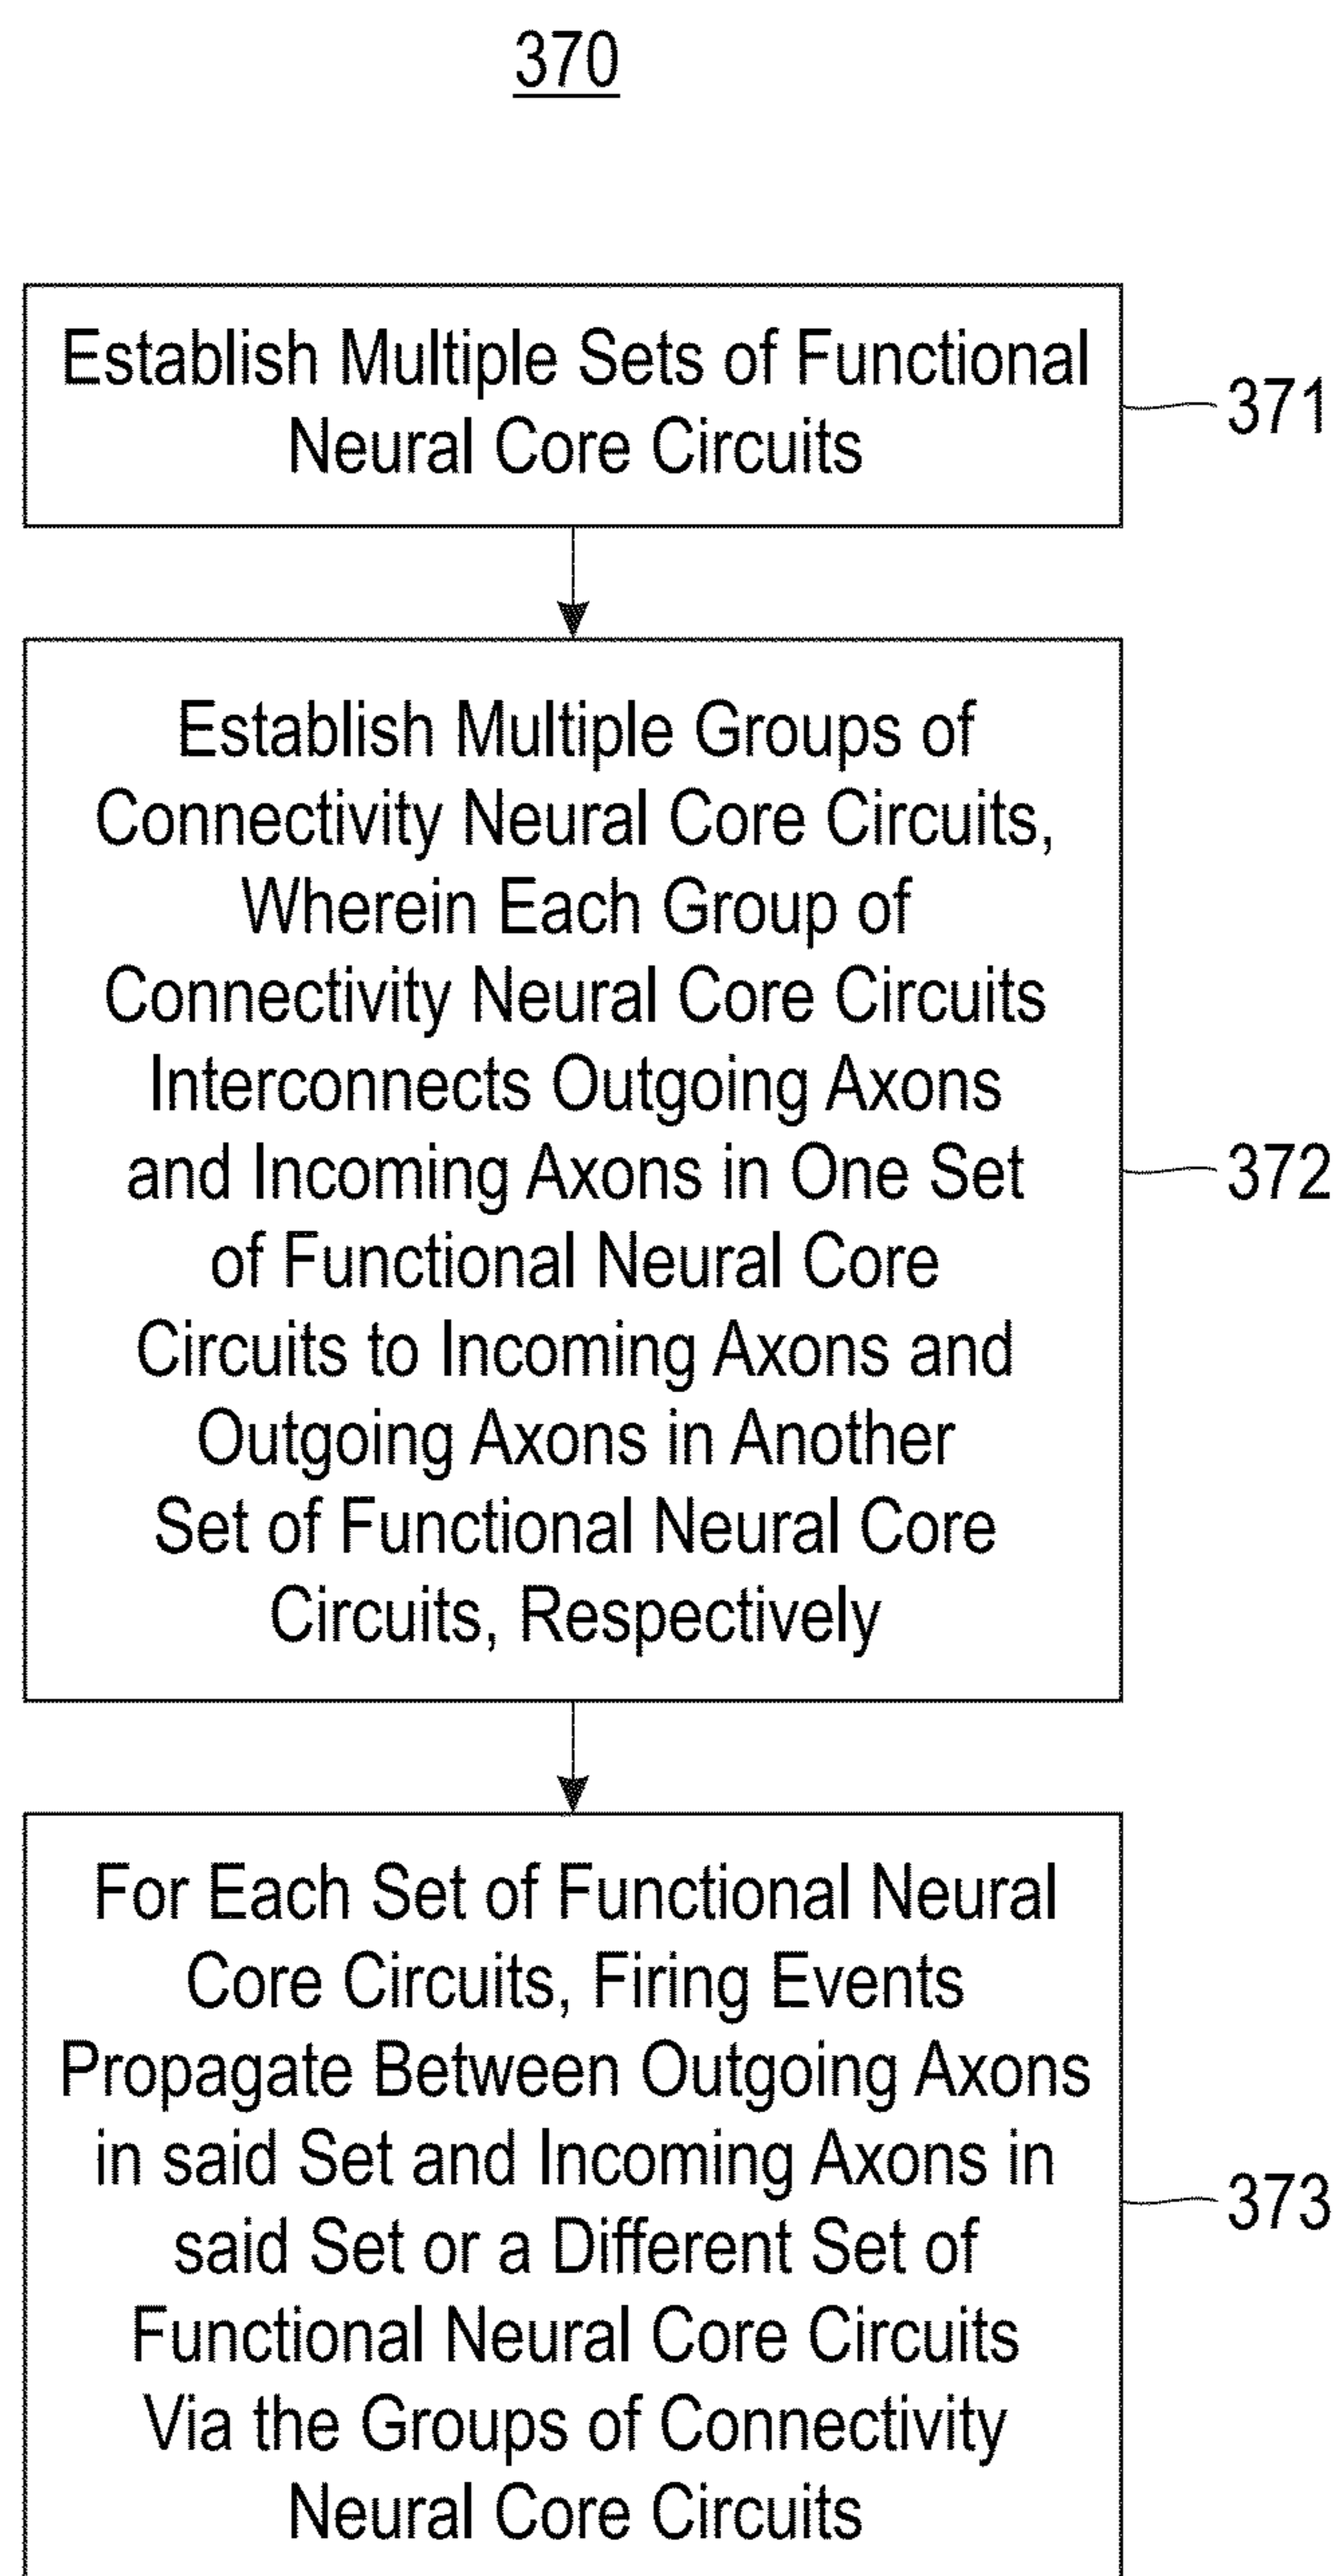 370
Establish Multiple Sets of Functional
Neural Core Circuits
371
Establish Multiple Groups of
Connectivity Neural Core Circuits,
Wherein Each Group of
Connectivity Neural Core Circuits
Interconnects Outgoing Axons
and Incoming Axons in One Set
of Functional Neural Core
Circuits to Incoming Axons and
Outgoing Axons in Another
Set of Functional Neural Core
Circuits, Respectively
372
For Each Set of Functional Neural
Core Circuits, Firing Events
Propagate Between Outgoing Axons
in said Set and Incoming Axons in
said Set or a Different Set of
Functional Neural Core Circuits
Via the Groups of Connectivity
Neural Core Circuits
373